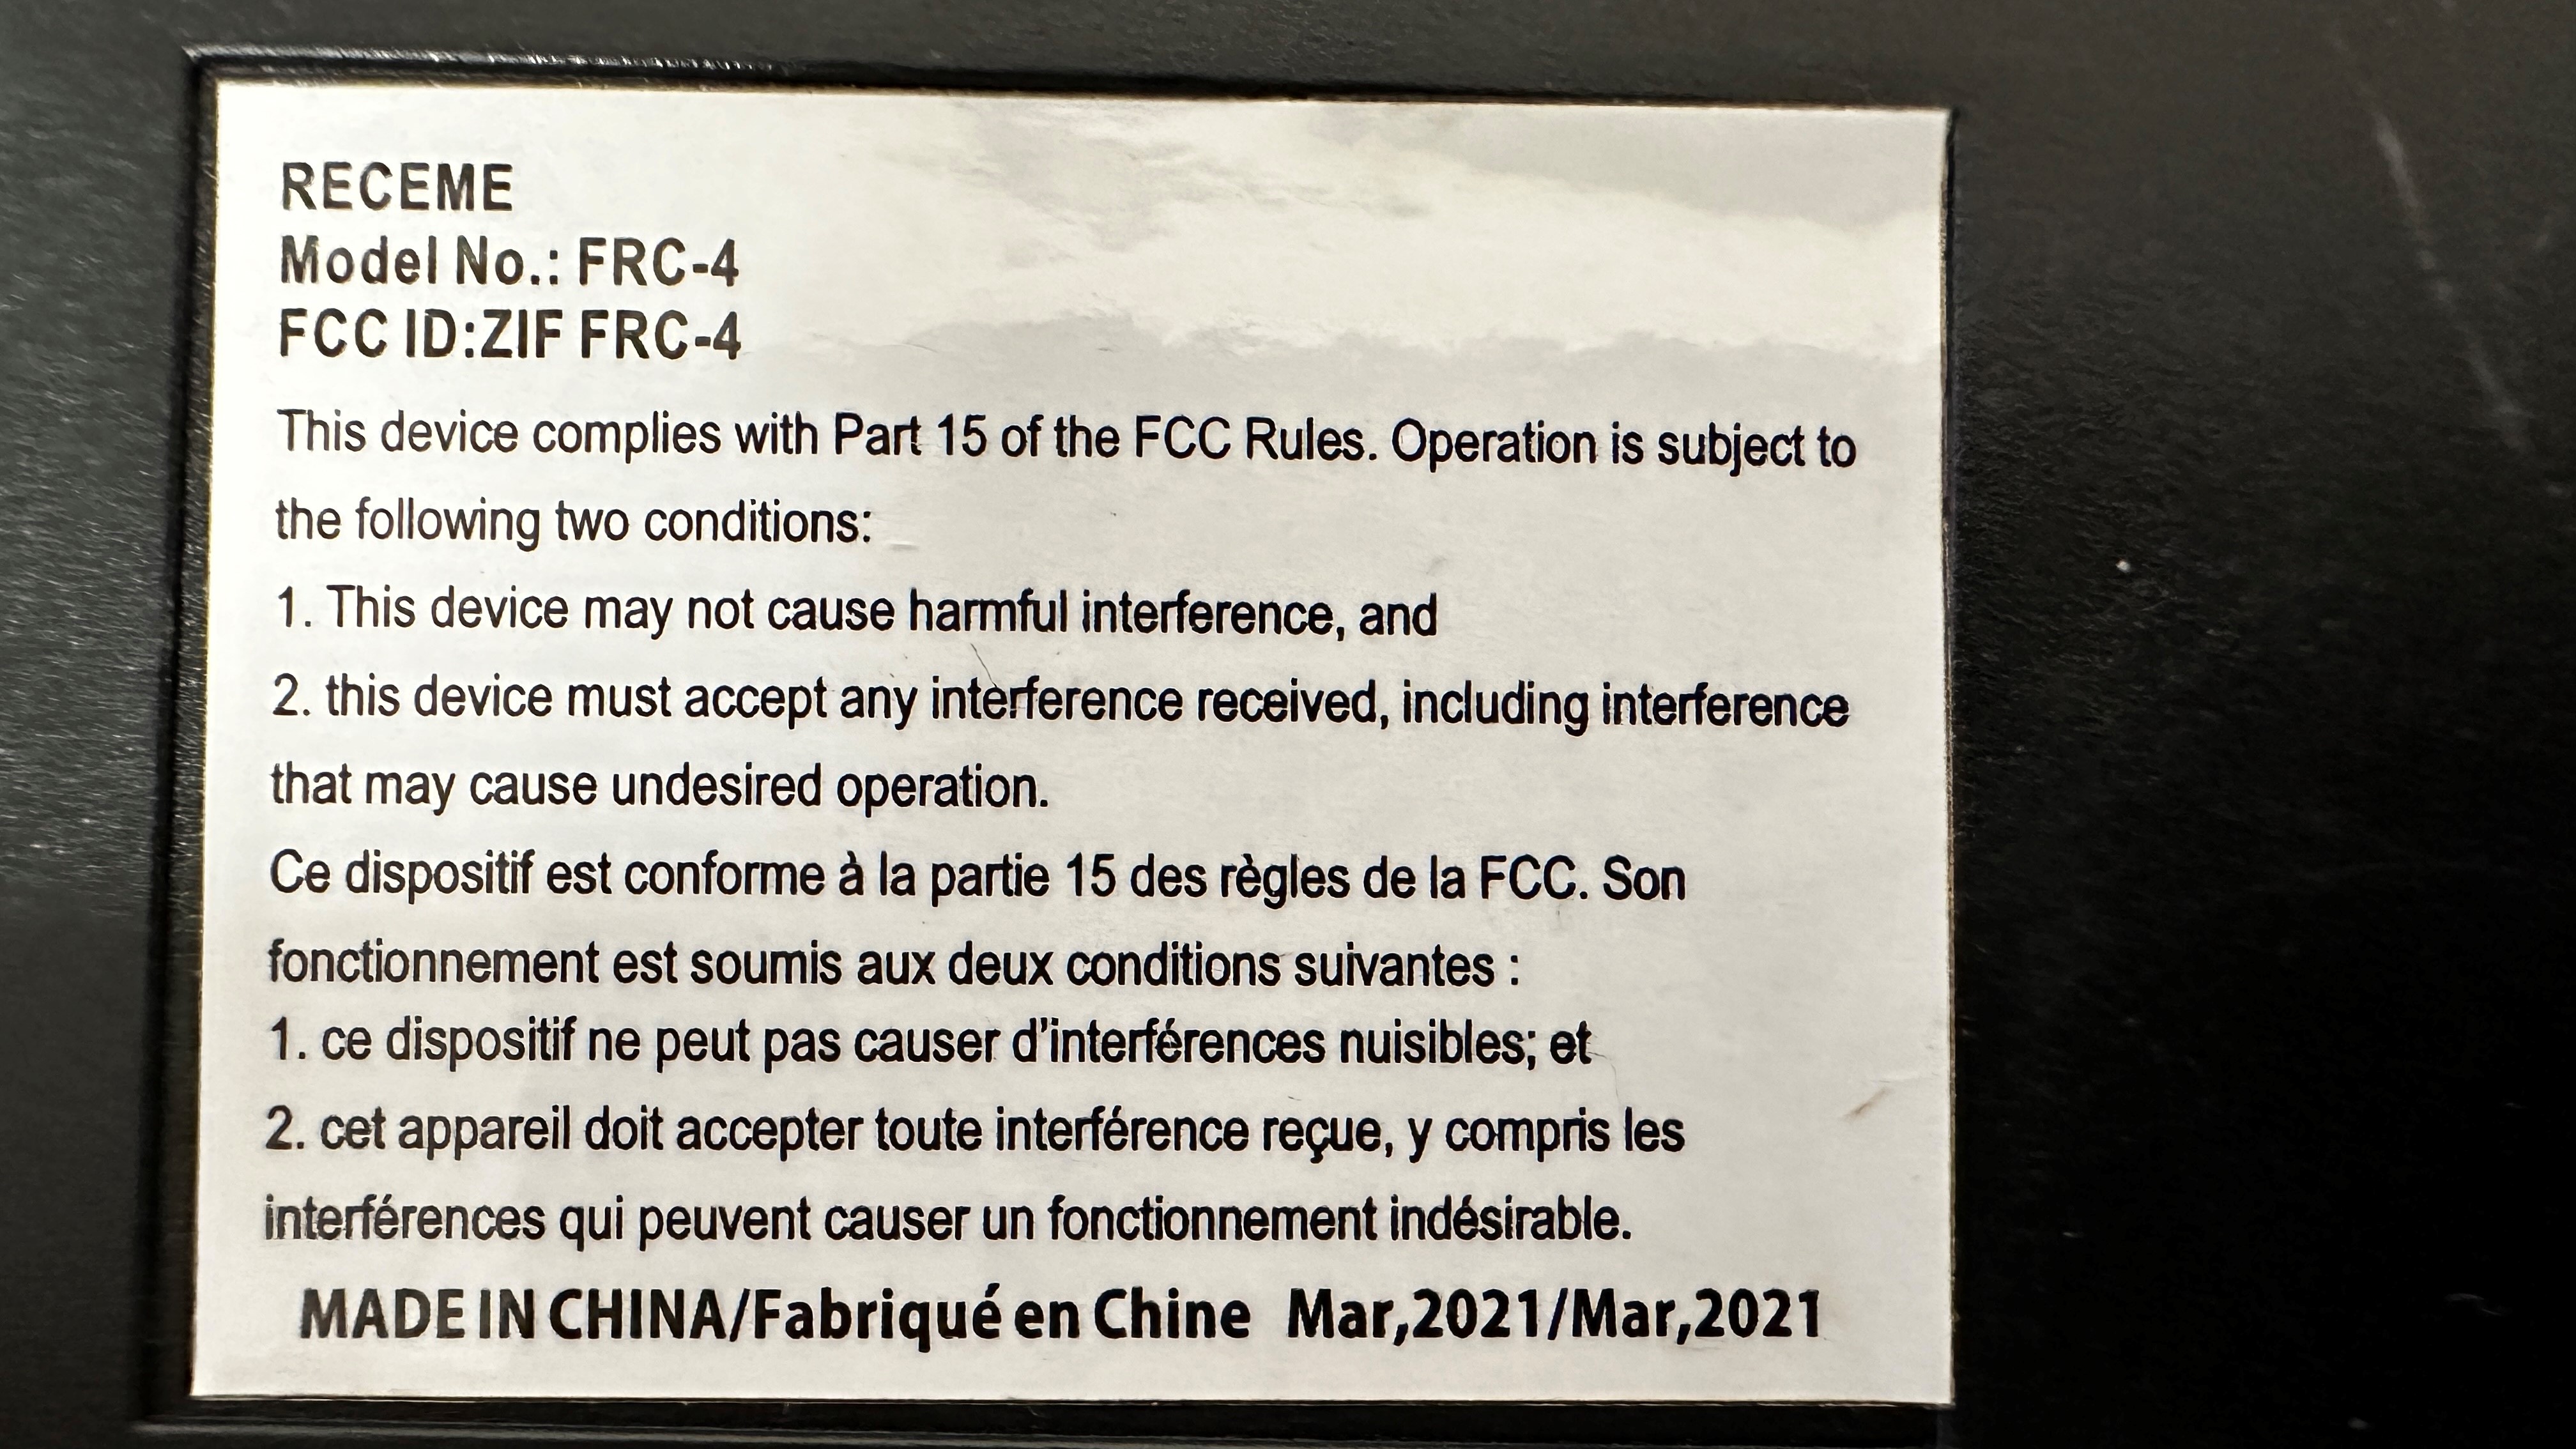 RECEME
Model No.: FRC-4
FCC ID:ZIF FRC-4
This device complies with Part 15 of the FCC Rules. Operation is subject to
the following two conditions:
1. This device may not cause harmful interference, and
2. this device must accept any interference received, including interference
that may cause undesired operation.
Ce dispositif est conforme à la partie 15 des règles de la FCC. Son
fonctionnement est soumis aux deux conditions suivantes :
1. ce dispositif ne peut pas causer d'interférences nuisibles; et
2. cet appareil doit accepter toute interférence reçue, y compris les
interférences qui peuvent causer un fonctionnement indésirable.
MADE IN CHINA/Fabriqué en Chine Mar,2021/Mar,2021